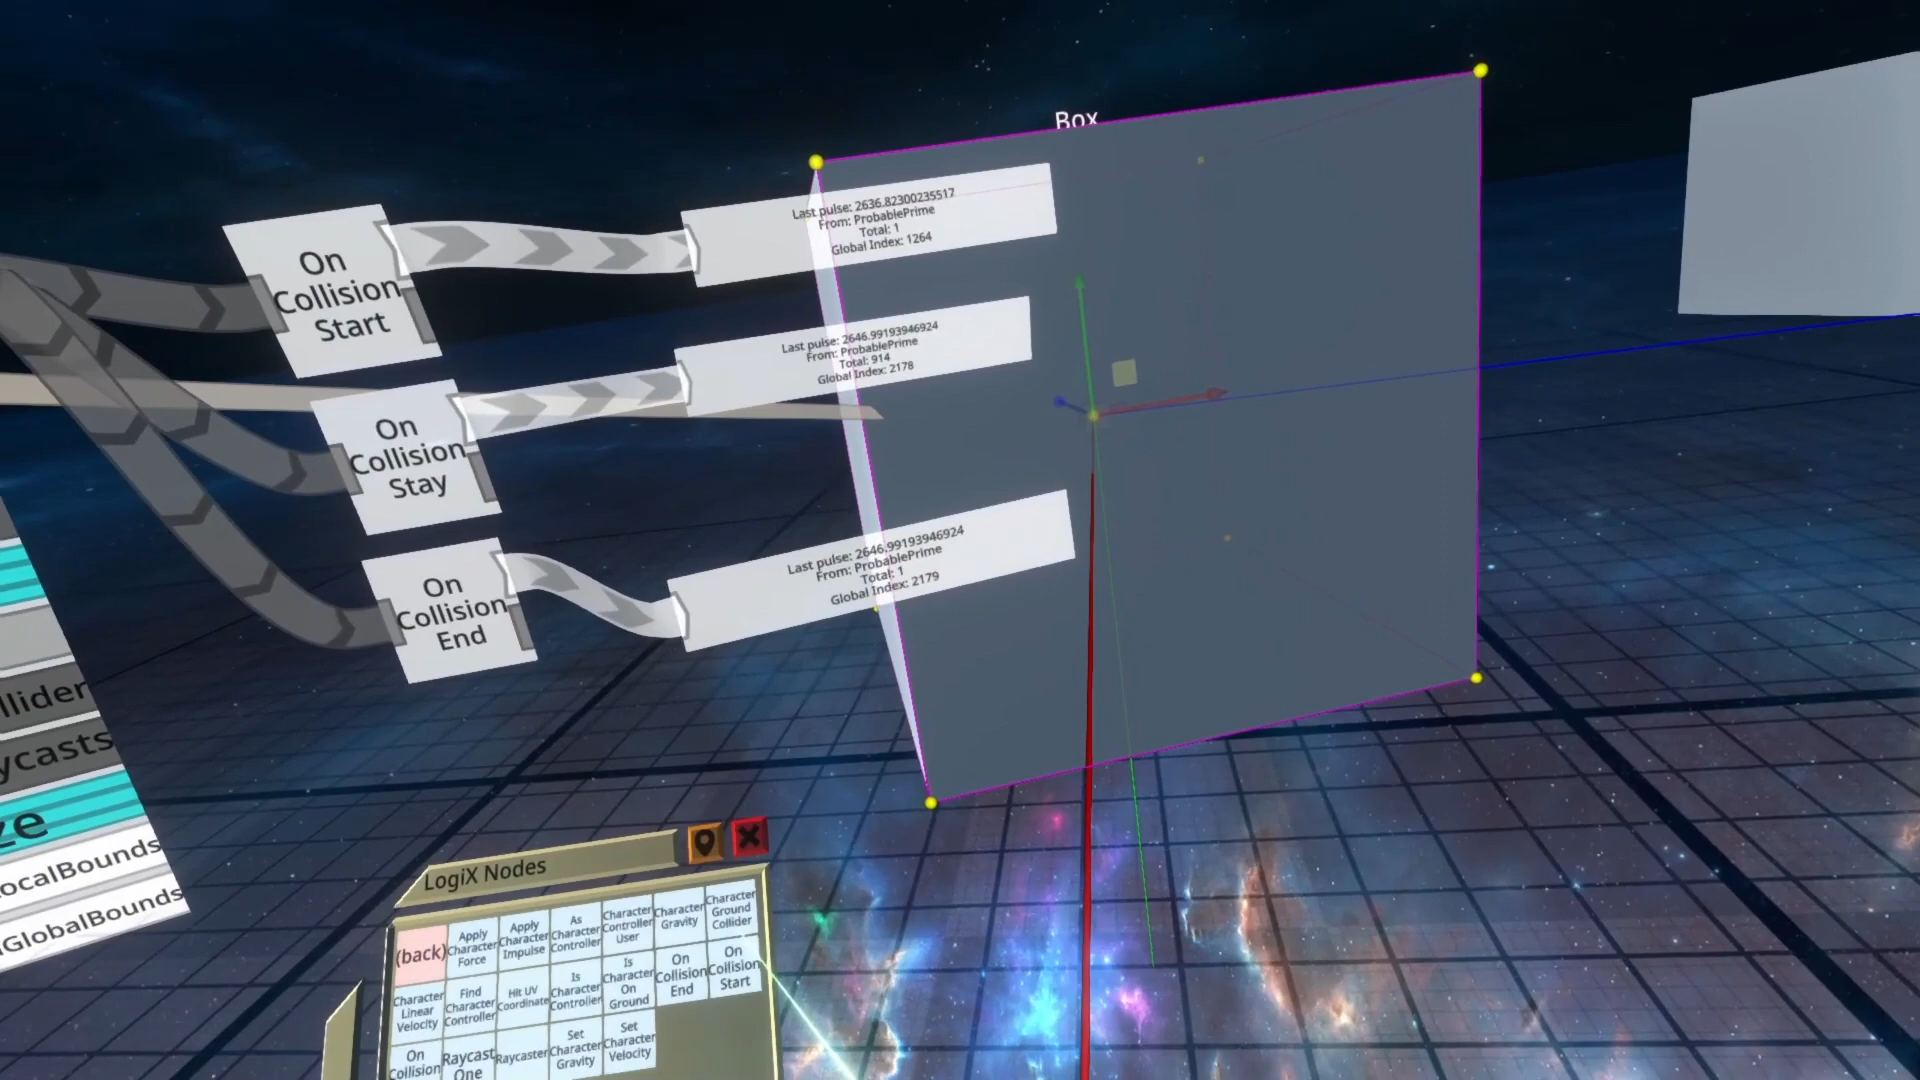 Box
On
Collision
Start
Last pulse: 2636.82300235517
From: ProbablePrime
Total: 1
Global Index: 1264
On
Collision
Stay
Last pulse: 2646.99193946924
From: ProbablePrime
Total: 914
Global Index: 2178
On
Collision
End
Last pulse: 2646.99193946924
From: ProbablePrime
Total: 1
Global Index: 2179
llider
ycasts
ze
ocalBounds
GlobalBounds
LogiX Nodes
(back)
Apply
Character
Force
Apply
Character
Impulse
As
Character
Controller
Character
Controller
User
Character
Gravity
Character
Ground
Collider
Character
Linear
Velocity
Find
Character
Controller
Hit UV
Coordinate
Is
Character
Controller
Is
Character
On
Ground
On
Collision
End
On
Collision
Start
On
Collision
Raycast
One
Raycaster
Set
Character
Gravity
Set
Character
Velocity